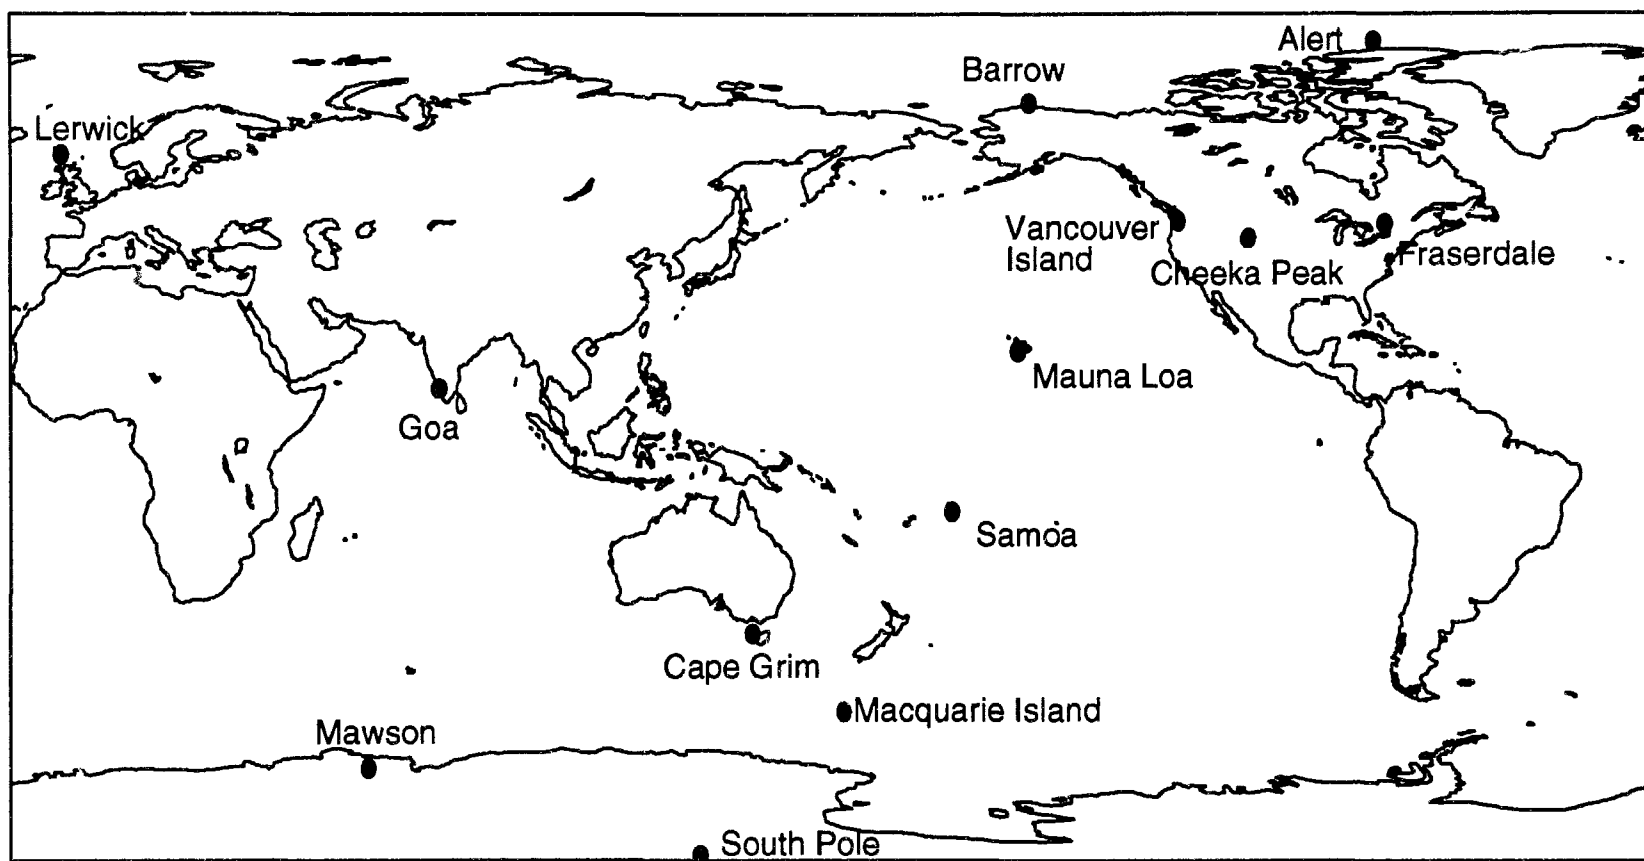 Alert
Barrow
Lerwick
Vancouver
Island
Fraserdale
Cheeka Peak
Mauna Loa
Goa
Samoa
Cape Grim
Macquarie Island
Mawson
South Pole